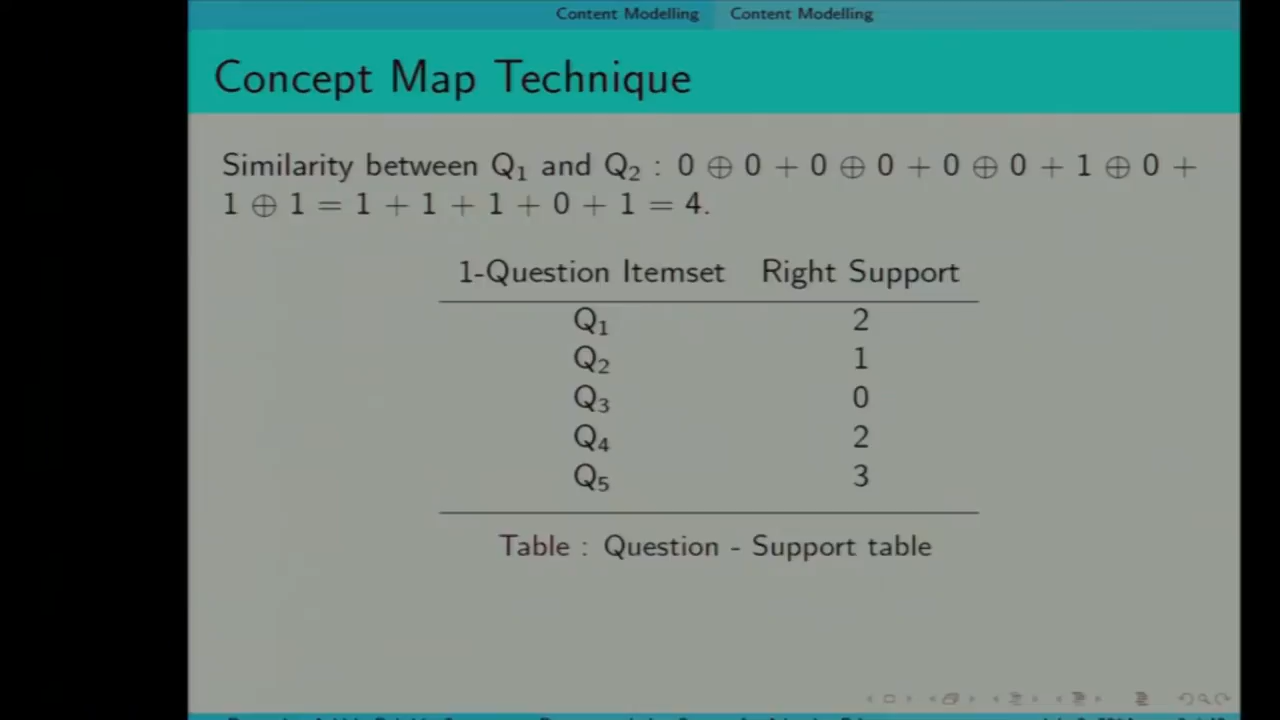 Content Modelling Content Modelling
Concept Map Technique
Similarity between Q₁ and Q₂ : 0 ⊕ 0 + 0 ⊕ 0 + 0 ⊕ 0 + 1 ⊕ 0 +
1 ⊕ 1 = 1 + 1 + 1 + 0 + 1 = 4.
1-Question Itemset Right Support
Q₁ 2
Q₂ 1
Q₃ 0
Q₄ 2
Q₅ 3
Table : Question - Support table